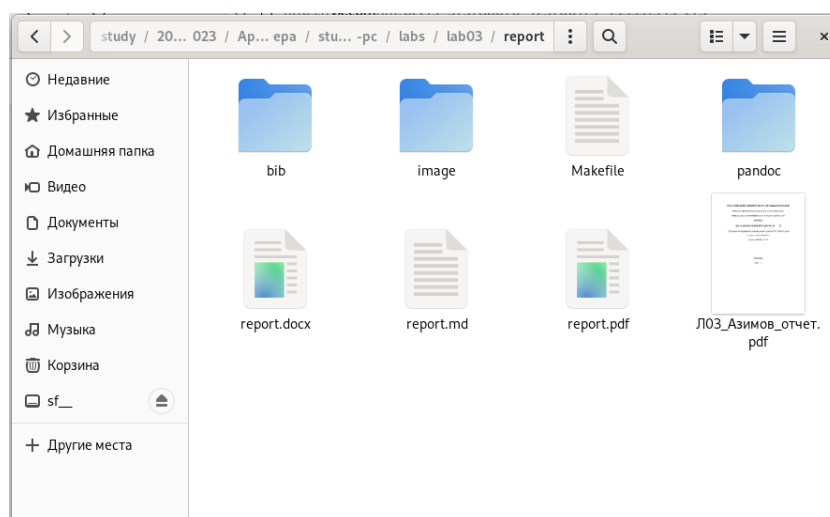 study / 20... 023 / Ap... ера / stu... -pc / labs / lab03 / report
Недавние
Избранные
Домашняя папка
Видео
Документы
Загрузки
Изображения
Музыка
Корзина
sf__
Другие места
bib
image
Makefile
pandoc
report.docx
report.md
report.pdf
Л03_Азимов_отчет.
pdf